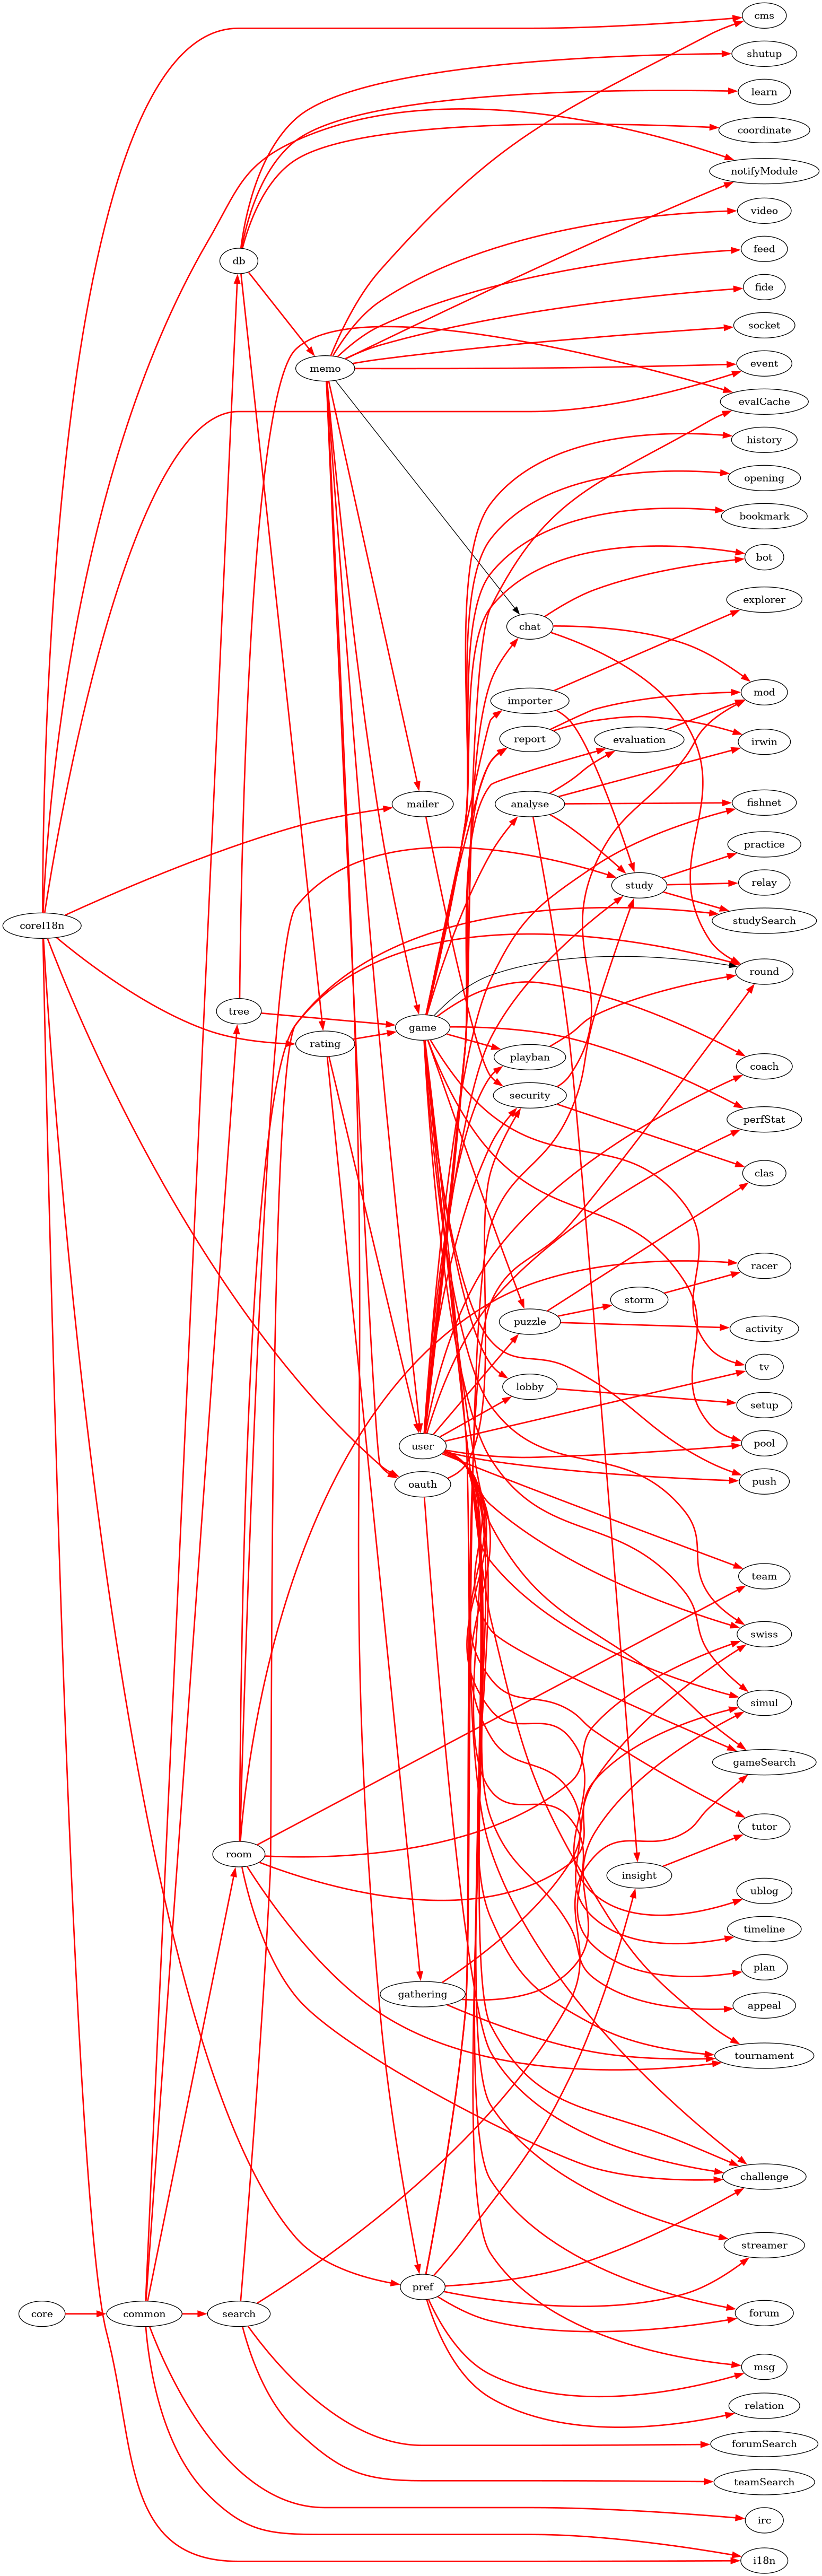 cms
shutup
learn
coordinate
notifyModule
video
db
feed
fide
socket
event
memo
evalCache
history
opening
bookmark
bot
explorer
chat
mod
importer
report
evaluation
irwin
mailer
analyse
fishnet
practice
study
relay
coreI18n
studySearch
round
tree
game
rating
playban
coach
security
perfStat
clas
racer
storm
puzzle
activity
tv
lobby
setup
user
pool
oauth
push
team
swiss
simul
gameSearch
tutor
room
insight
ublog
timeline
plan
gathering
appeal
tournament
challenge
streamer
pref
core
common
search
forum
msg
relation
forumSearch
teamSearch
irc
i18n